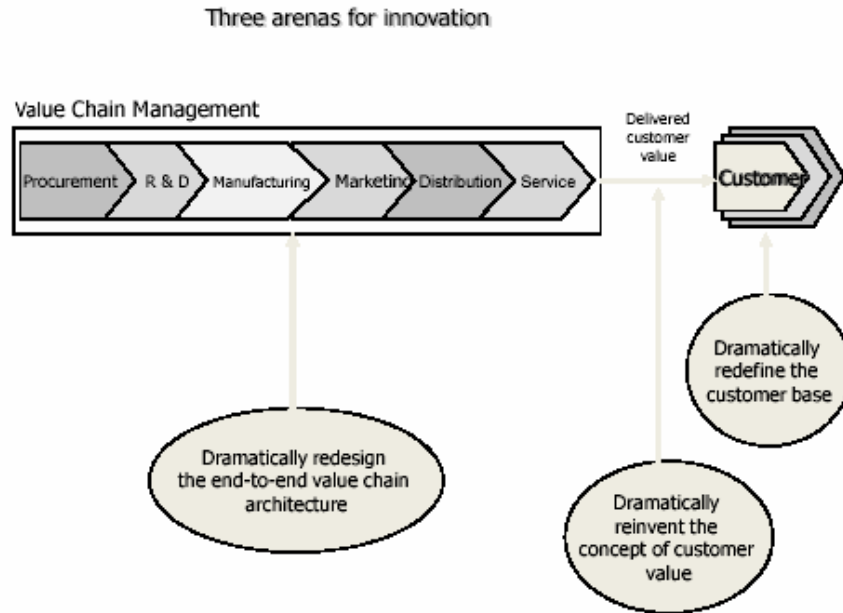 Three arenas for innovation
Value Chain Management
Procurement
R & D
Manufacturing
Marketing
Distribution
Service
Delivered
customer
value
Customer
Dramatically
redefine the
customer base
Dramatically redesign
the end-to-end value chain
architecture
Dramatically
reinvent the
concept of customer
value